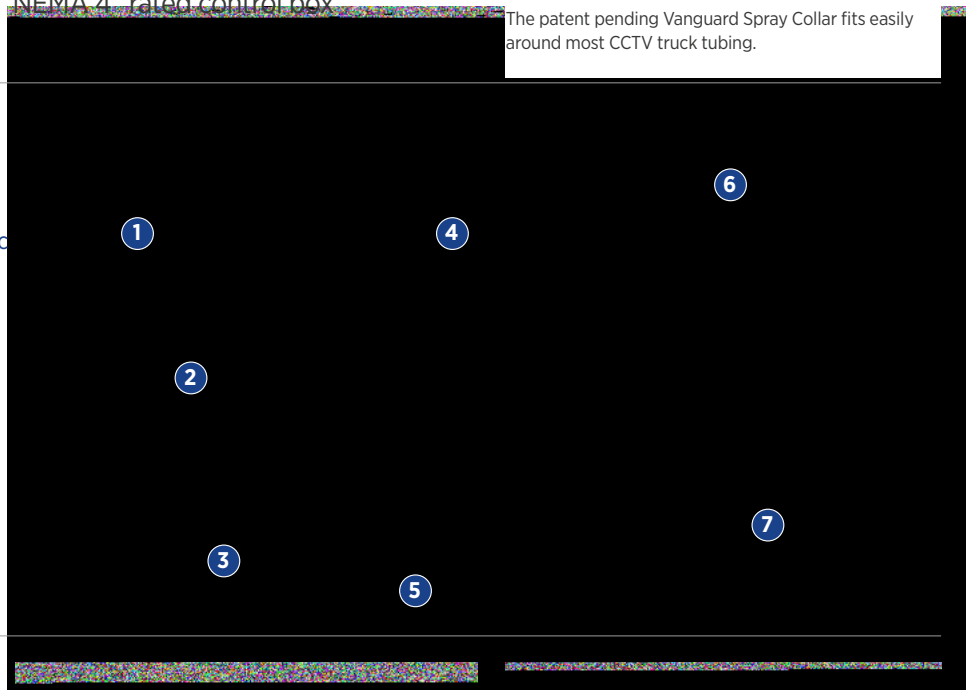 NEMA 4 rated control box
The patent pending Vanguard Spray Collar fits easily
around most CCTV truck tubing.
6
1
4
2
7
3
5